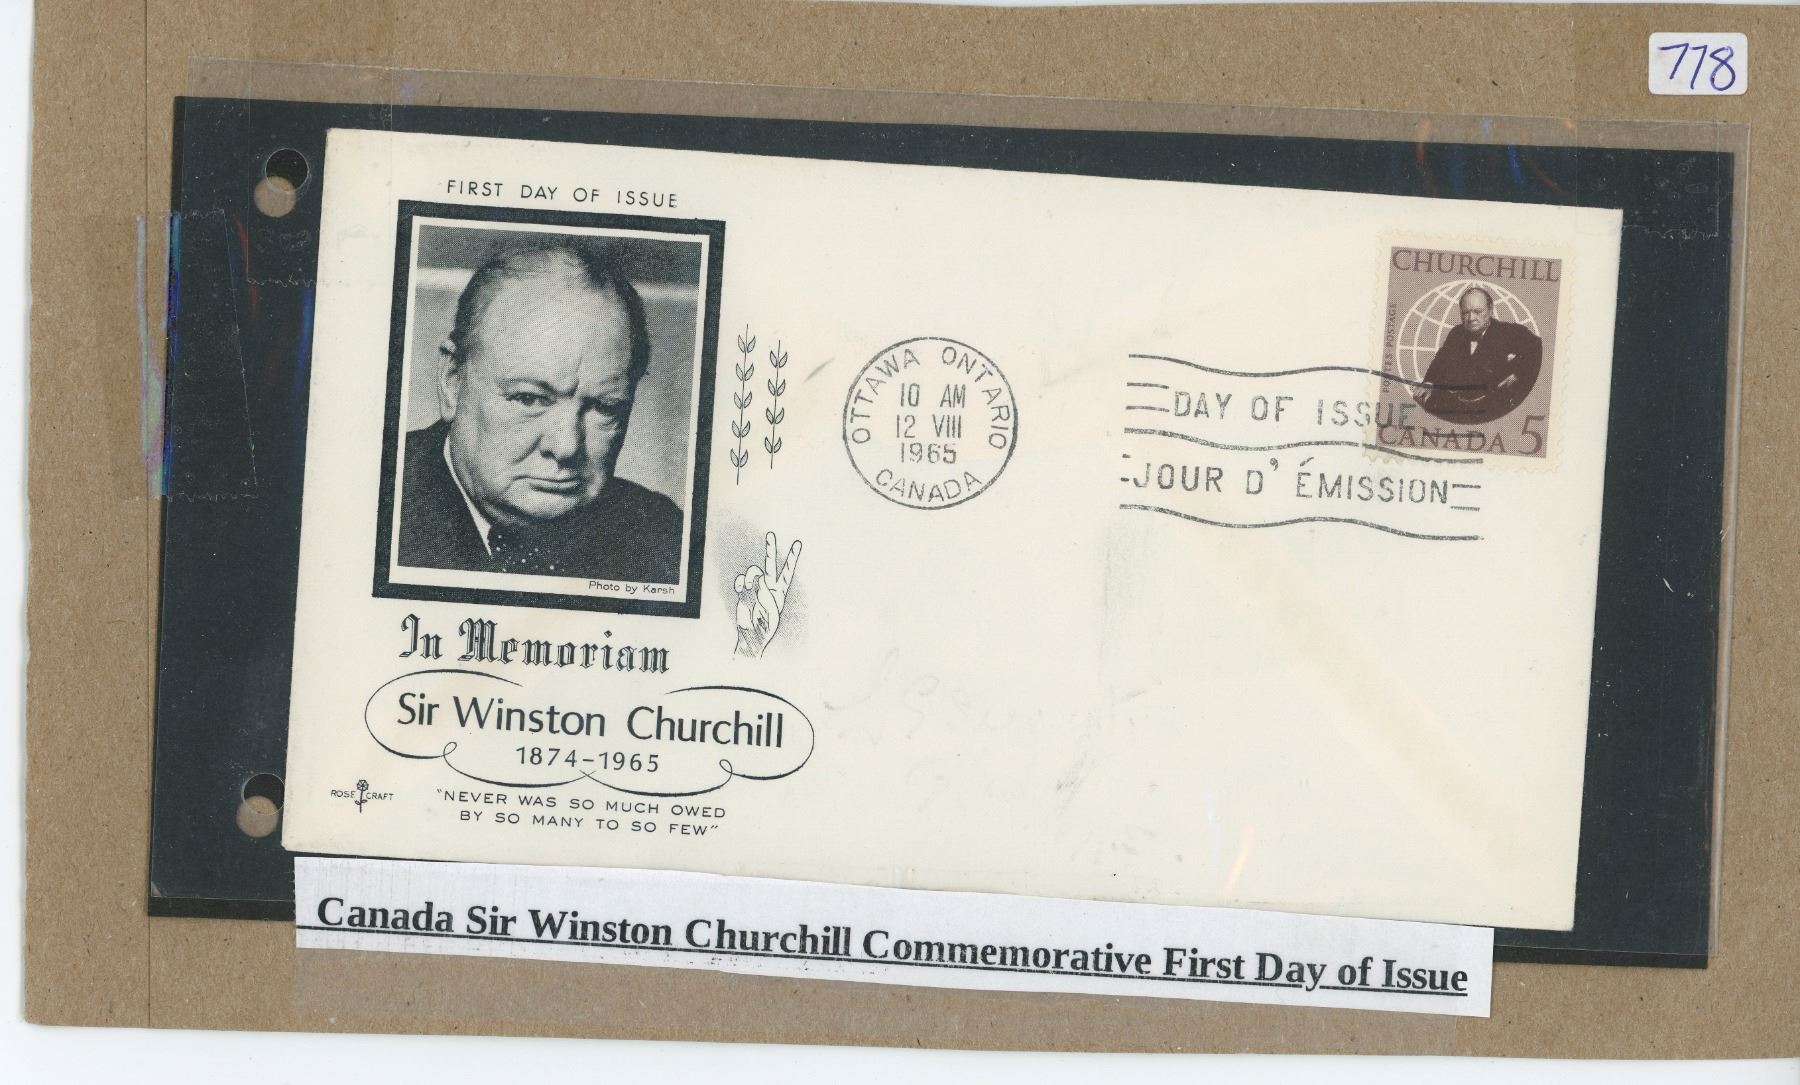 778
FIRST DAY OF ISSUE
Photo by Karsh
In Memoriam
Sir Winston Churchill
1874-1965
ROSE CRAFT
"NEVER WAS SO MUCH OWED
BY SO MANY TO SO FEW"
OTTAWA ONTARIO
10 AM
12 VIII
1965
CANADA
DAY OF ISSUE
JOUR D' ÉMISSION
CHURCHILL
POSTES POSTAGE
CANADA 5
Canada Sir Winston Churchill Commemorative First Day of Issue